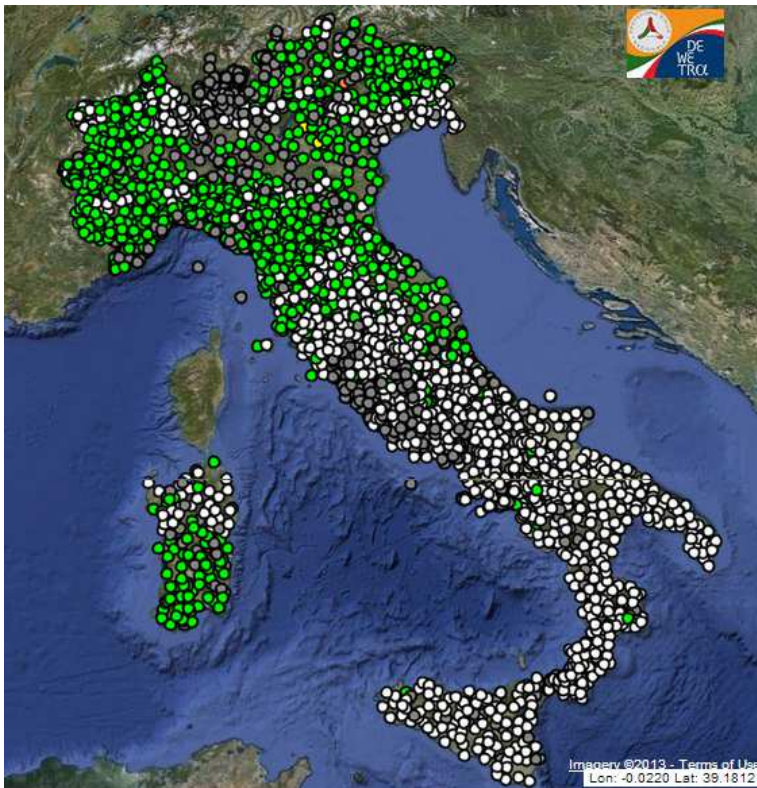 DE
WE
TRα
Imagery ©2013 - Terms of Use
Lon: -0.0220 Lat: 39.1812